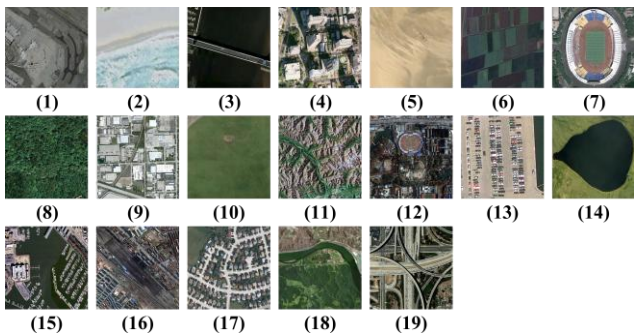 (1) (2) (3) (4) (5) (6) (7)
(8) (9) (10) (11) (12) (13) (14)
(15) (16) (17) (18) (19)